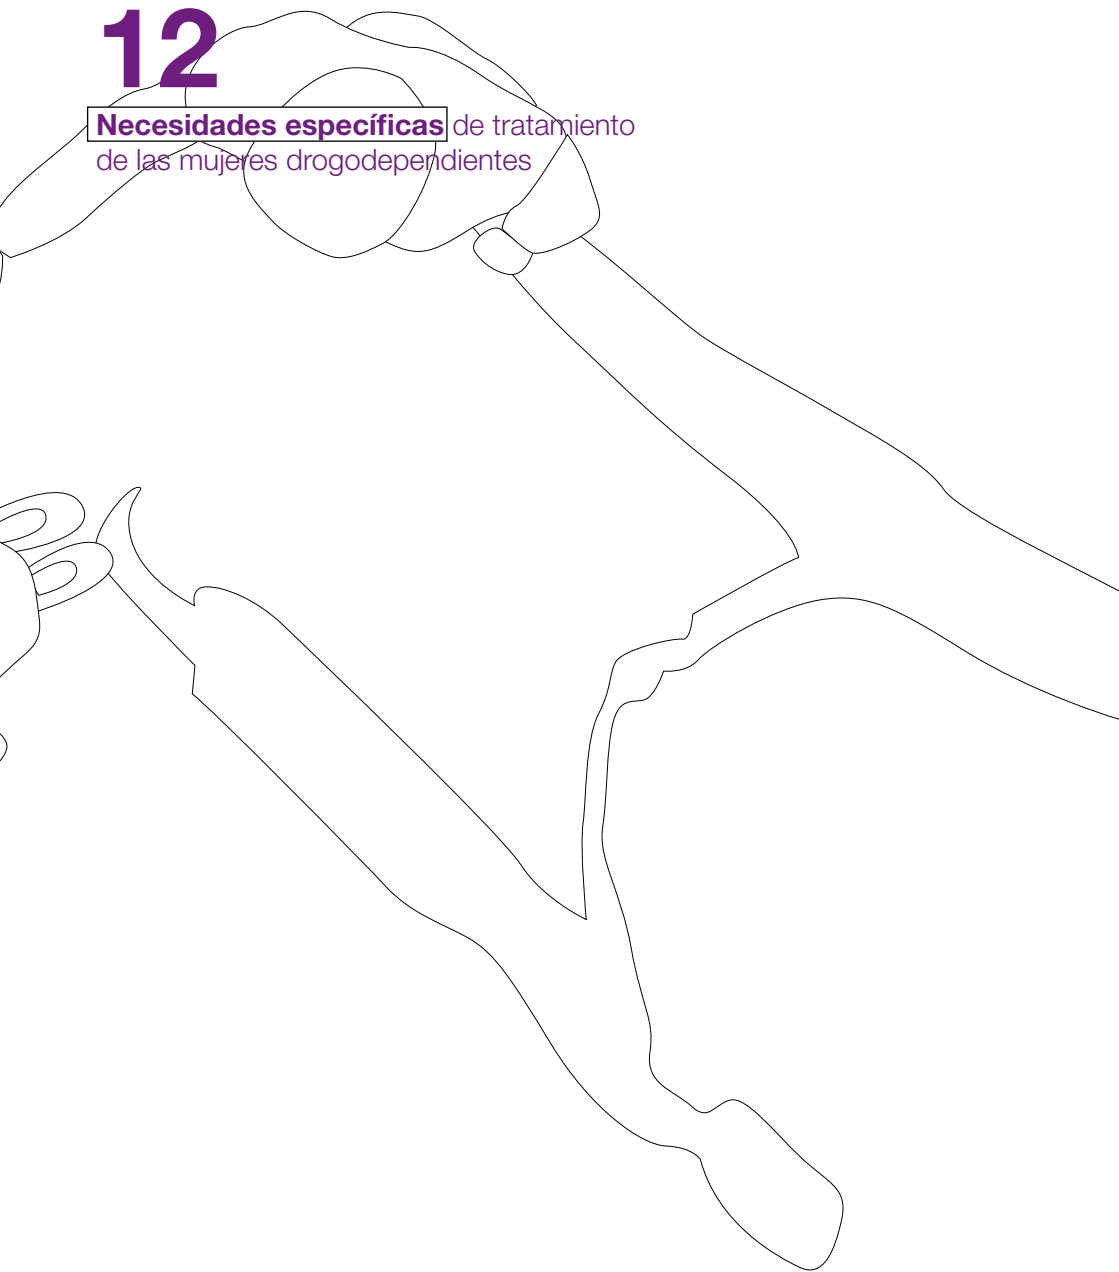 12
Necesidades específicas de tratamiento
de las mujeres drogodependientes